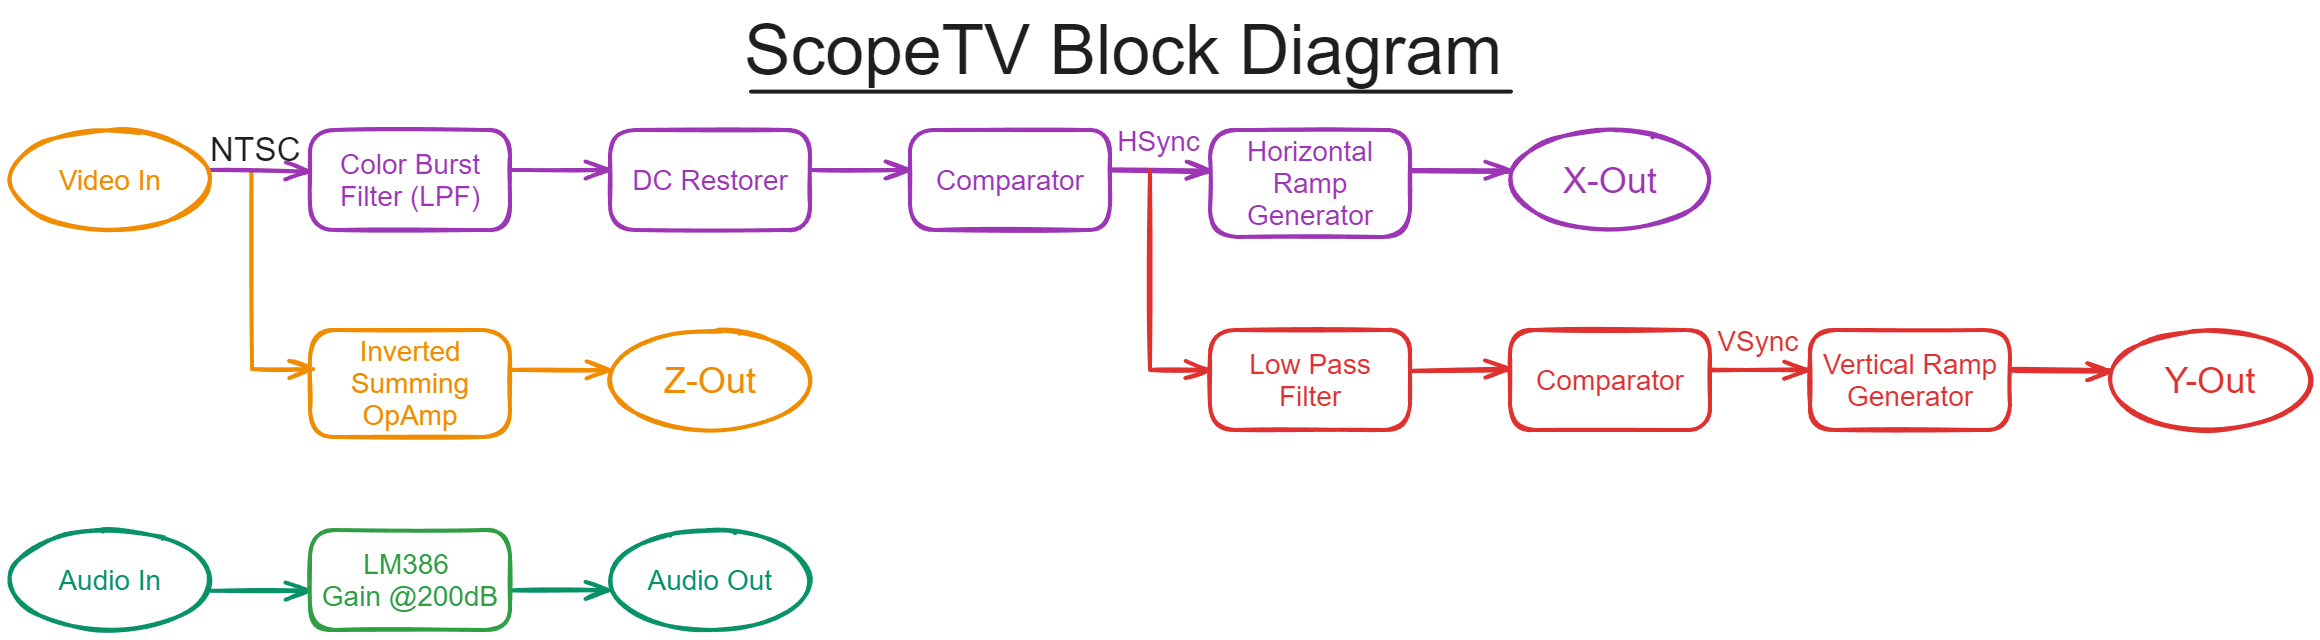 ScopeTV Block Diagram
Video In
NTSC
Color Burst
Filter (LPF)
DC Restorer
Comparator
HSync
Horizontal
Ramp
Generator
X-Out
Inverted
Summing
OpAmp
Z-Out
Low Pass
Filter
Comparator
VSync
Vertical Ramp
Generator
Y-Out
Audio In
LM386
Gain @200dB
Audio Out